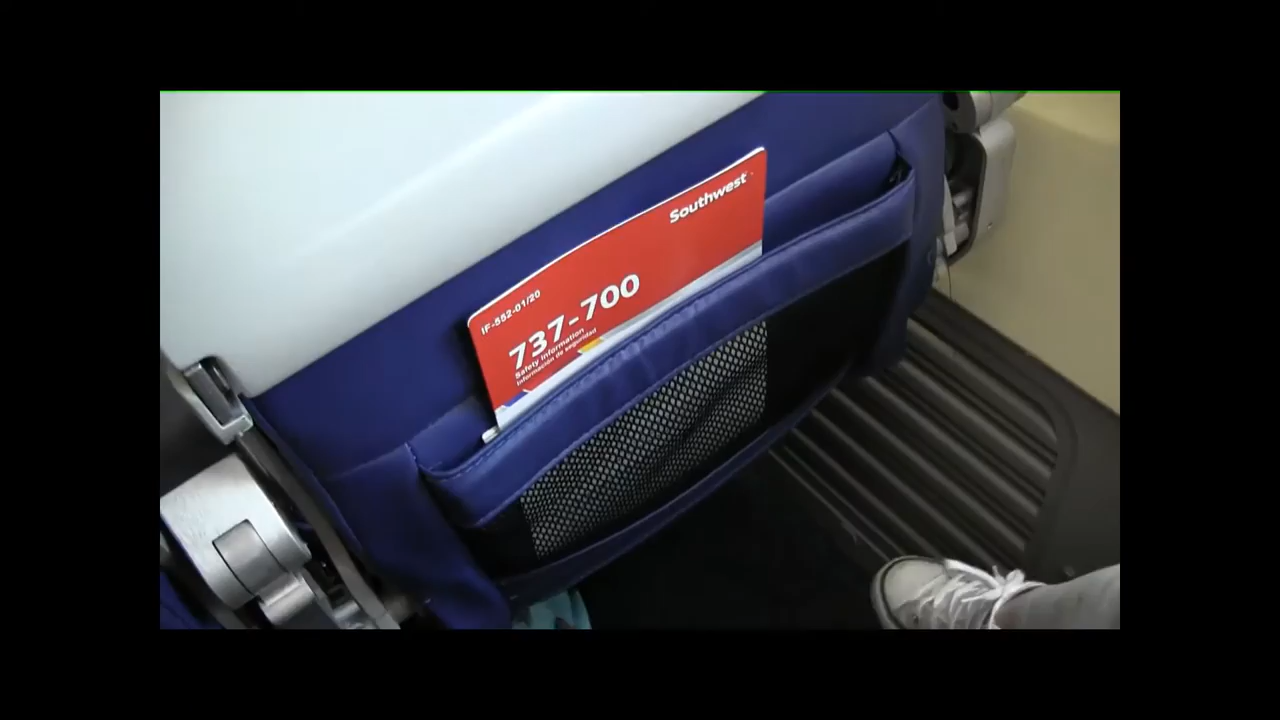 Southwest
IF-552-01/20
737-700
Safety Information
Información de seguridad